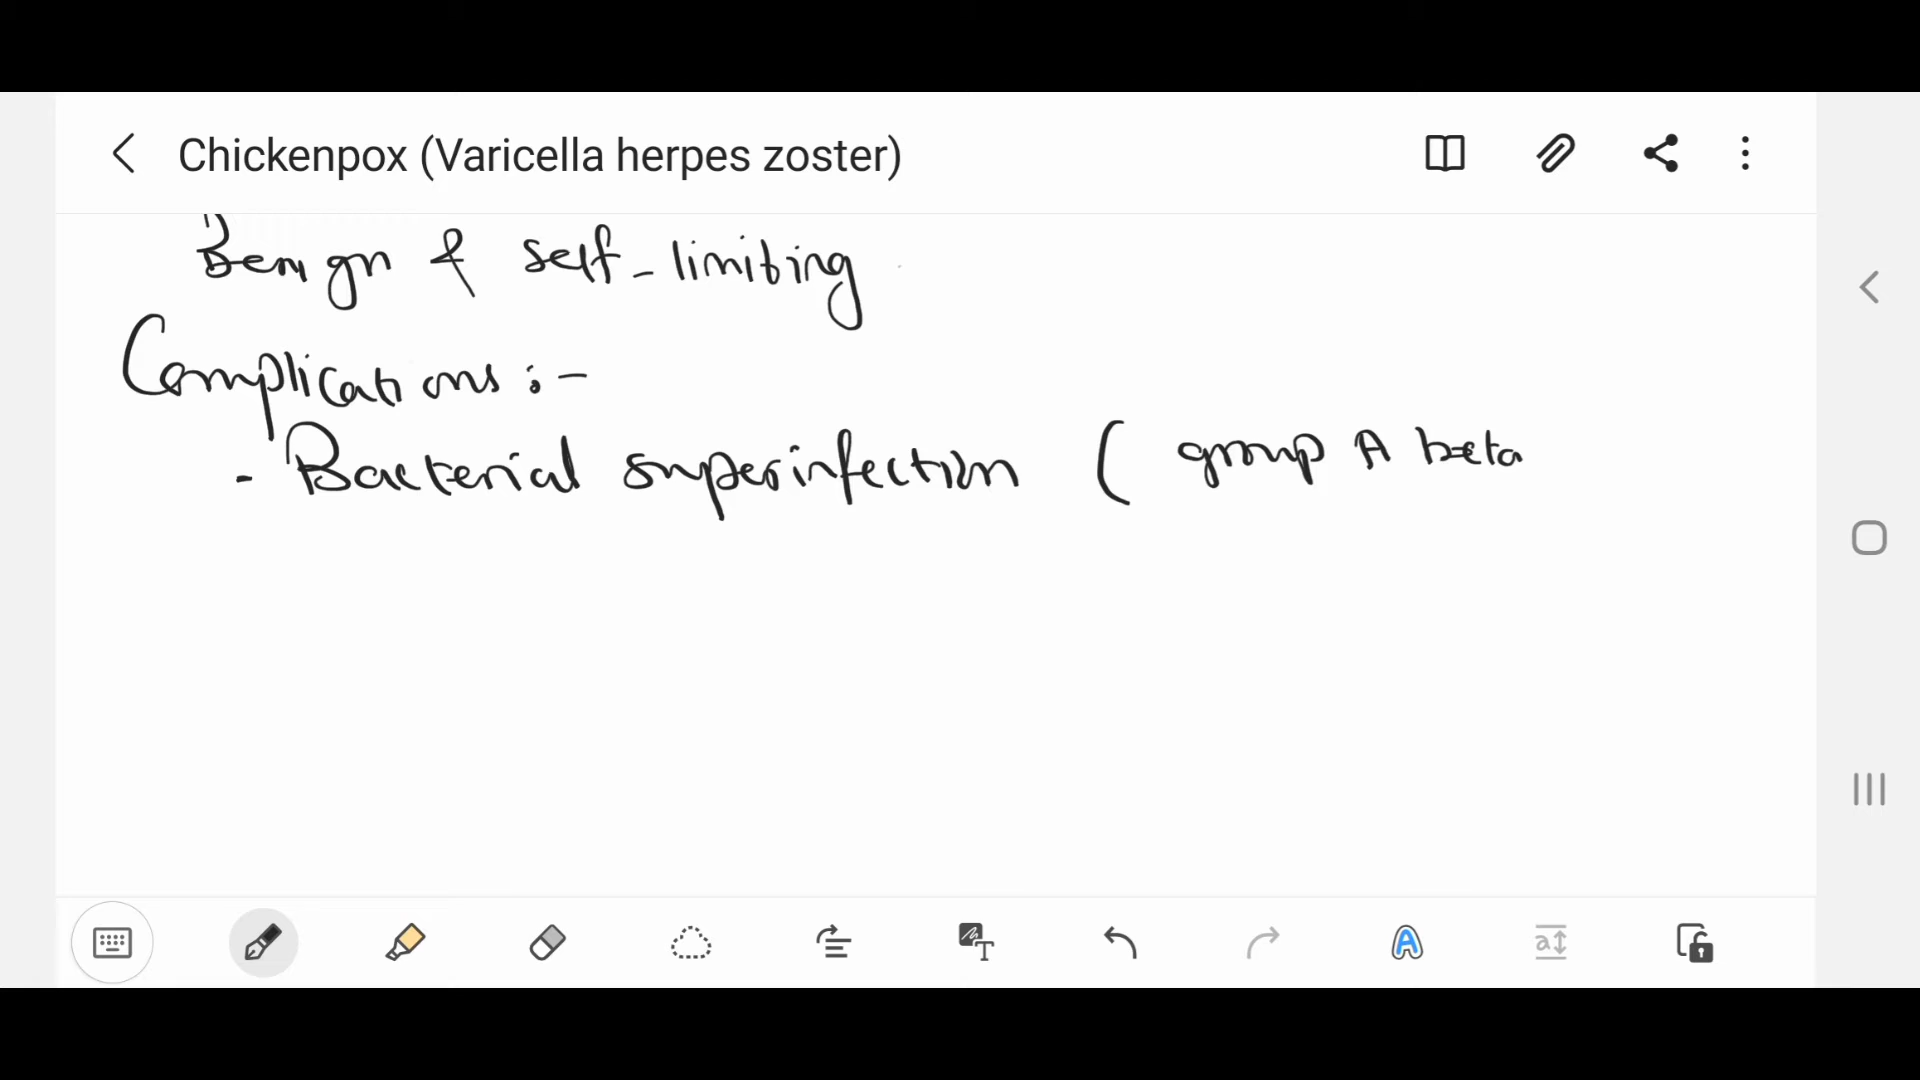 Chickenpox (Varicella herpes zoster)
Benign & self-limiting
Complications :-
- Bacterial superinfection ( group A beta